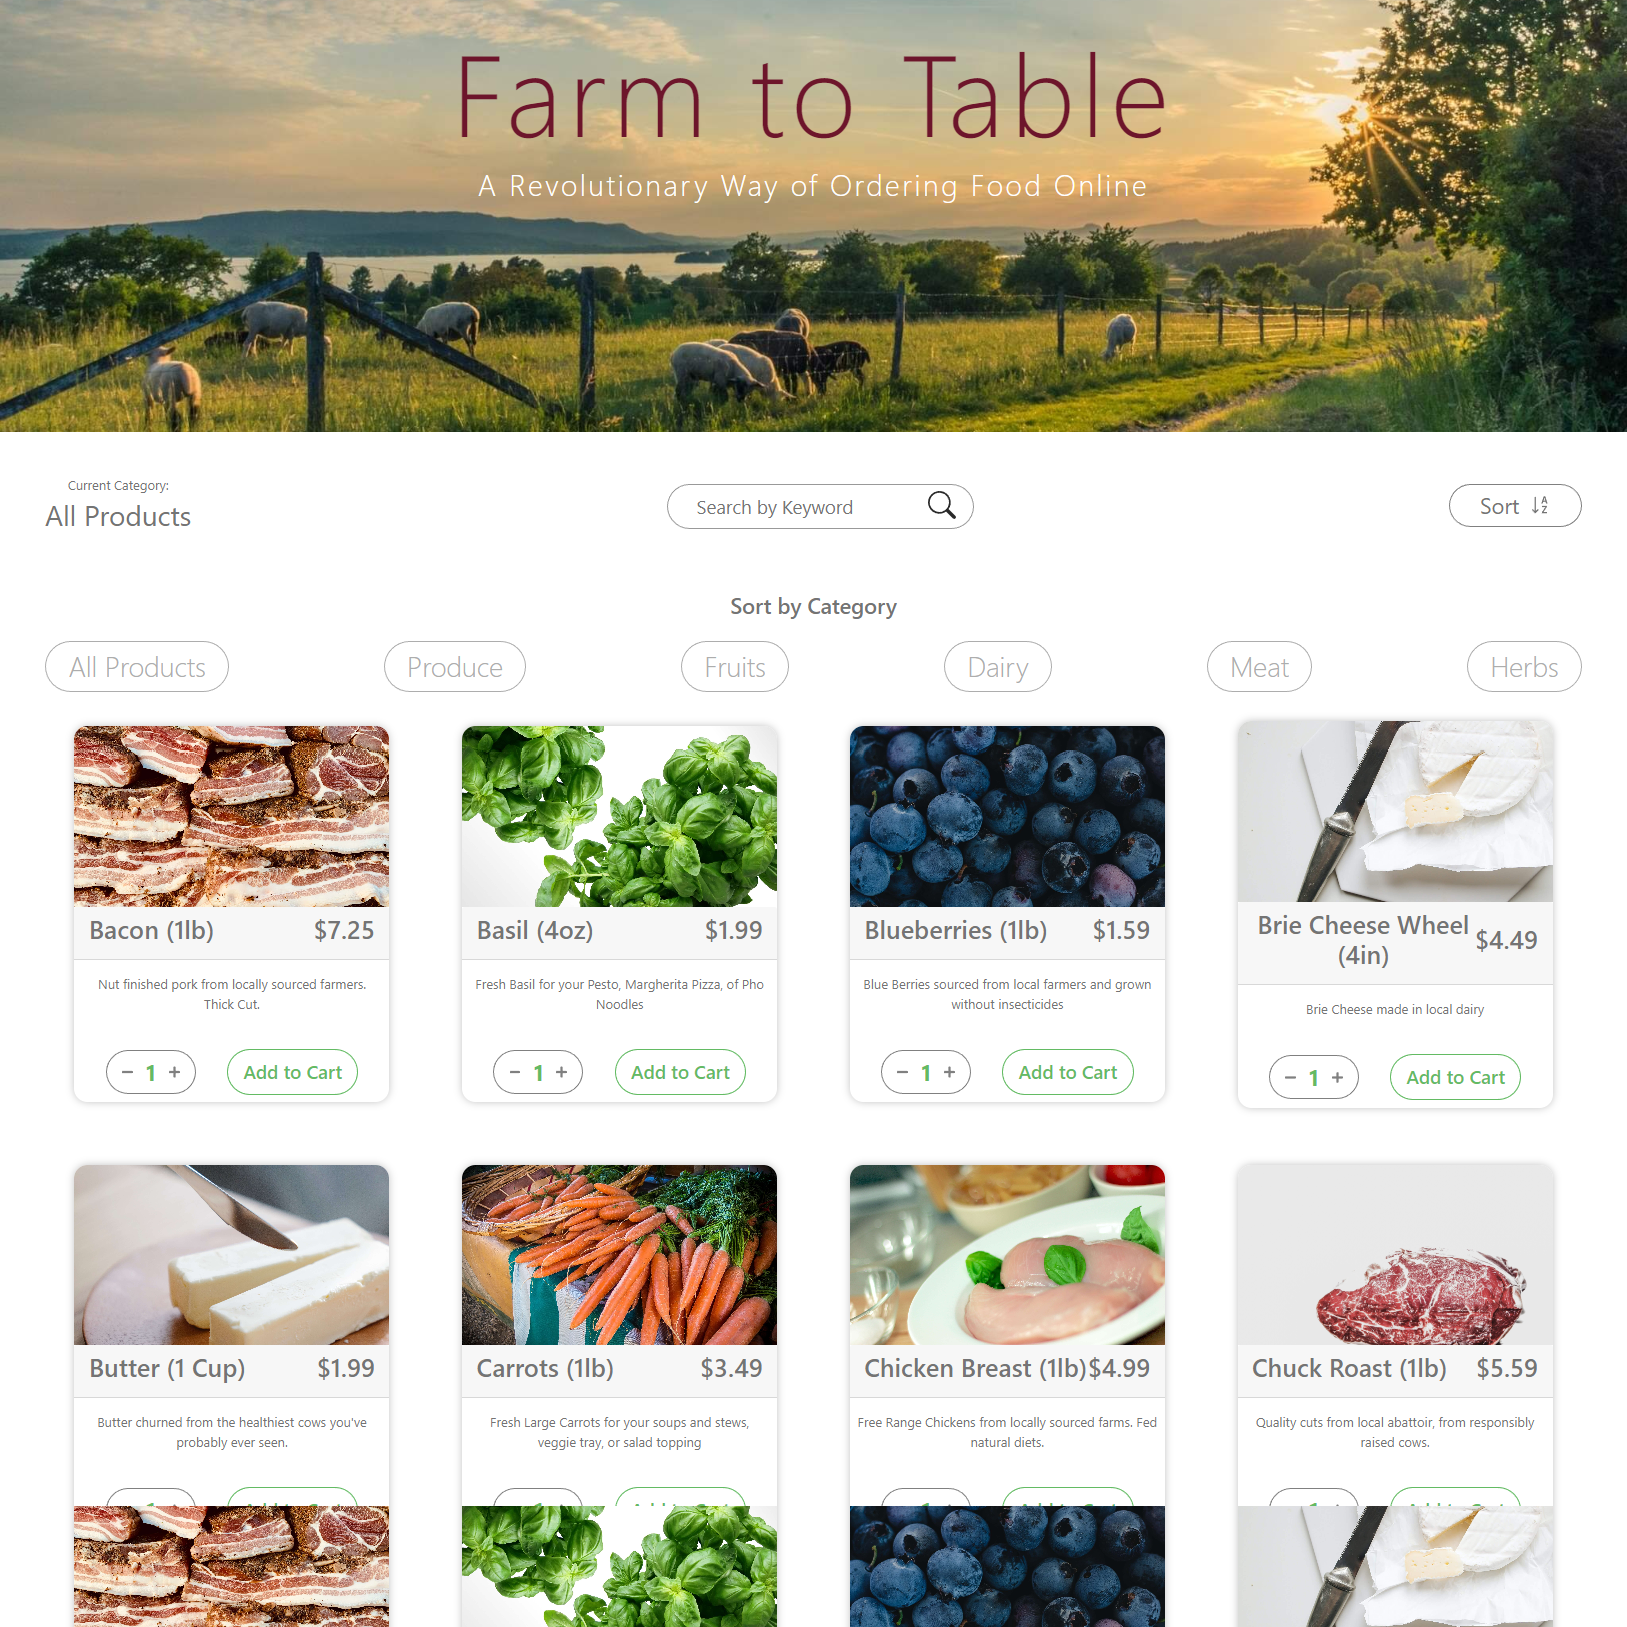 Farm to Table
A Revolutionary Way of Ordering Food Online
Current Category:
All Products
Search by Keyword
Sort
Sort by Category
All Products
Produce
Fruits
Dairy
Meat
Herbs
Bacon (1lb) $7.25
Nut finished pork from locally sourced farmers.
Thick Cut.
− 1 + Add to Cart
Basil (4oz) $1.99
Fresh Basil for your Pesto, Margherita Pizza, of Pho
Noodles
− 1 + Add to Cart
Blueberries (1lb) $1.59
Blue Berries sourced from local farmers and grown
without insecticides
− 1 + Add to Cart
Brie Cheese Wheel
(4in) $4.49
Brie Cheese made in local dairy
− 1 + Add to Cart
Butter (1 Cup) $1.99
Butter churned from the healthiest cows you've
probably ever seen.
Carrots (1lb) $3.49
Fresh Large Carrots for your soups and stews,
veggie tray, or salad topping
Chicken Breast (1lb) $4.99
Free Range Chickens from locally sourced farms. Fed
natural diets.
Chuck Roast (1lb) $5.59
Quality cuts from local abattoir, from responsibly
raised cows.